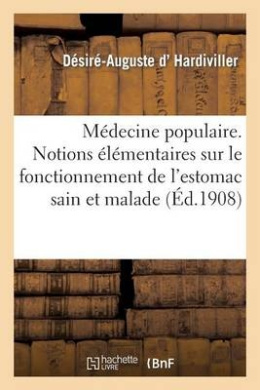 Désiré-Auguste d' Hardiviller
Médecine populaire. Notions
élémentaires sur le
fonctionnement de l'estomac
sain et malade (Éd.1908)
hachette
LIVRE
{BnF